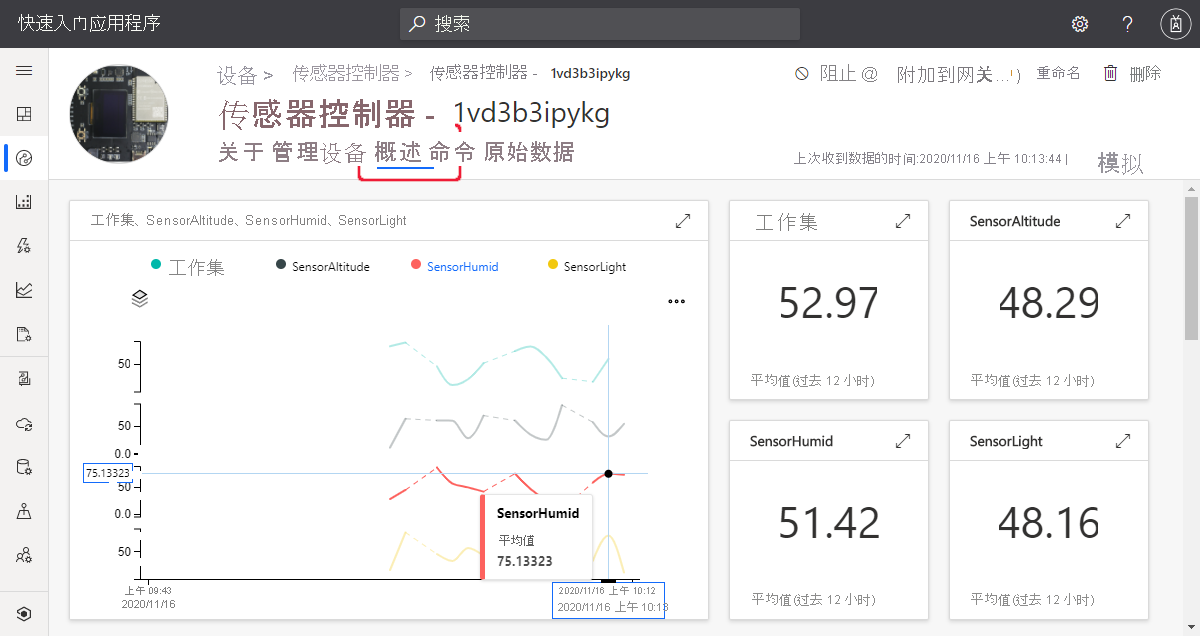 快速入门应用程序
搜索
?
设备 > 传感器控制器 > 传感器控制器 - 1vd3b3ipykg
阻止 @ 附加到网关...') 重命名 删除
传感器控制器 - 1vd3b3ipykg
关于 管理设备 概述 命令 原始数据
上次收到数据的时间:2020/11/16 上午 10:13:44 | 模拟
工作集、SensorAltitude、SensorHumid、SensorLight
工作集 SensorAltitude SensorHumid SensorLight
50
50
0.0
75.13323
50
0.0
50
SensorHumid
平均值
75.13323
上午 09:43
2020/11/16
2020/11/16 上午 10:12
2020/11/16 上午 10:13
工作集
52.97
平均值(过去 12 小时)
SensorAltitude
48.29
平均值(过去 12 小时)
SensorHumid
51.42
平均值(过去 12 小时)
SensorLight
48.16
平均值(过去 12 小时)